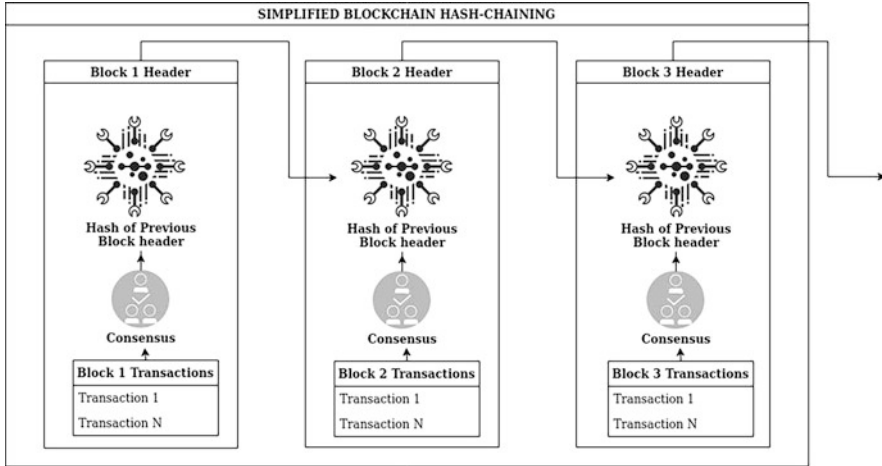 SIMPLIFIED BLOCKCHAIN HASH-CHAINING
Block 1 Header
Hash of Previous
Block header
Consensus
Block 1 Transactions
Transaction 1
Transaction N
Block 2 Header
Hash of Previous
Block header
Consensus
Block 2 Transactions
Transaction 1
Transaction N
Block 3 Header
Hash of Previous
Block header
Consensus
Block 3 Transactions
Transaction 1
Transaction N